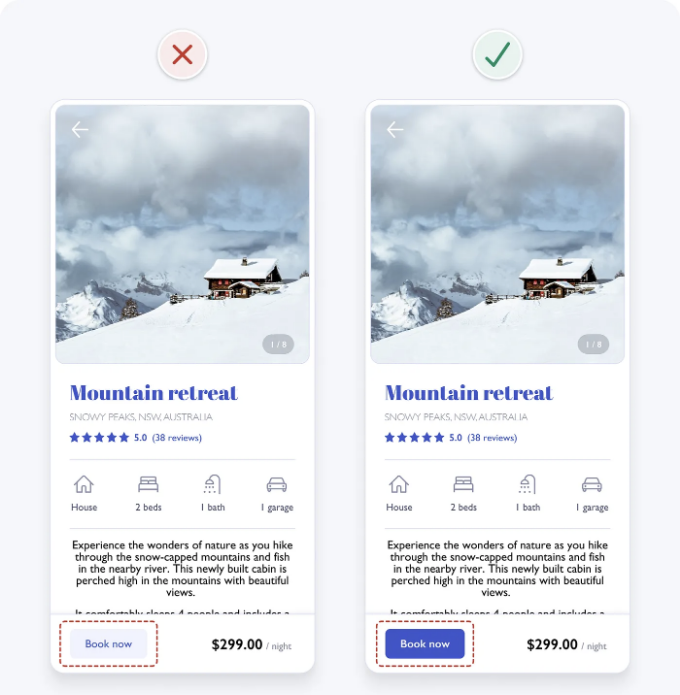 1 / 8
Mountain retreat
SNOWY PEAKS, NSW, AUSTRALIA
5.0 (38 reviews)
House 2 beds 1 bath 1 garage
Experience the wonders of nature as you hike
through the snow-capped mountains and fish
in the nearby river. This newly built cabin is
perched high in the mountains with beautiful
views.
It comfortably sleeps 4 people and includes a
Book now $299.00 / night
1 / 8
Mountain retreat
SNOWY PEAKS, NSW, AUSTRALIA
5.0 (38 reviews)
House 2 beds 1 bath 1 garage
Experience the wonders of nature as you hike
through the snow-capped mountains and fish
in the nearby river. This newly built cabin is
perched high in the mountains with beautiful
views.
It comfortably sleeps 4 people and includes a
Book now $299.00 / night